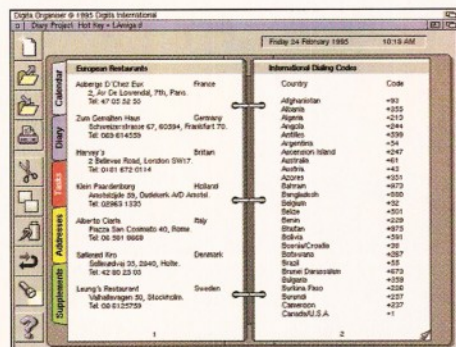 Digita Organiser © 1995 Digita International
Diary Project Hot Key = LAmiga d
Friday 24 February 1995 10:19 AM
Calendar
Diary
Tasks
Addresses
Supplements
European Restaurants
Auberge D'Chez Eux France
2, Av De Lowendal, 7th, Paris.
Tel: 47 05 52 55
Zum Gemalten Haus Germany
Schweizerstrasse 67, 60594, Frankfurt 70.
Tel: 069 614559
Harvey's Britain
2 Bellevue Road, London SW17.
Tel: 0181 672 0114
Klein Paardenburg Holland
Amsteldijk 59, Ouderkerk A/D Amstel.
Tel: 02963 1335
Alberto Ciarla Italy
Piazza San Cosimato 40, Rome.
Tel: 06 581 8668
Søllerød Kro Denmark
Søllerødvej 35, 2840, Holte.
Tel: 42 80 25 05
Leung's Restaurant Sweden
Valhallavagen 50, Stockholm.
Tel: 08 6125759
1
International Dialing Codes
Country Code
Afghanistan +93
Albania +355
Algeria +213
Angola +244
Antilles +599
Argentina +54
Ascension Island +247
Australia +61
Austria +43
Azores +351
Bahrain +973
Bangladesh +880
Belgium +32
Belize +501
Benin +229
Bhutan +975
Bolivia +591
Bosnia/Croatia +38
Botswana +267
Brazil +55
Brunei Darussalam +673
Bulgaria +359
Burkina Faso +226
Burundi +257
Cameroon +237
Canada/U.S.A. +1
2